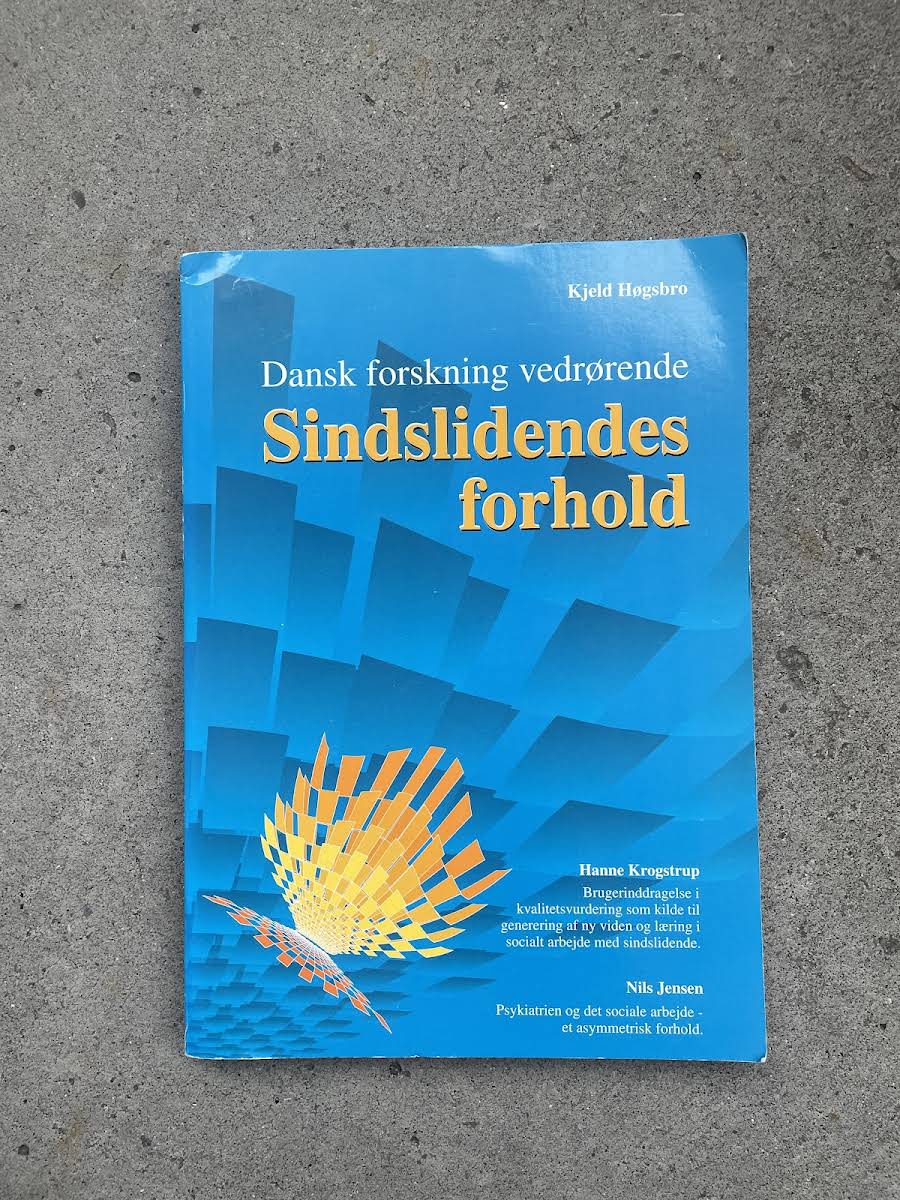 Kjeld Høgsbro
Dansk forskning vedrørende
Sindslidendes
forhold
Hanne Krogstrup
Brugerinddragelse i
kvalitetsvurdering som kilde til
generering af ny viden og læring i
socialt arbejde med sindslidende.
Nils Jensen
Psykiatrien og det sociale arbejde -
et asymmetrisk forhold.